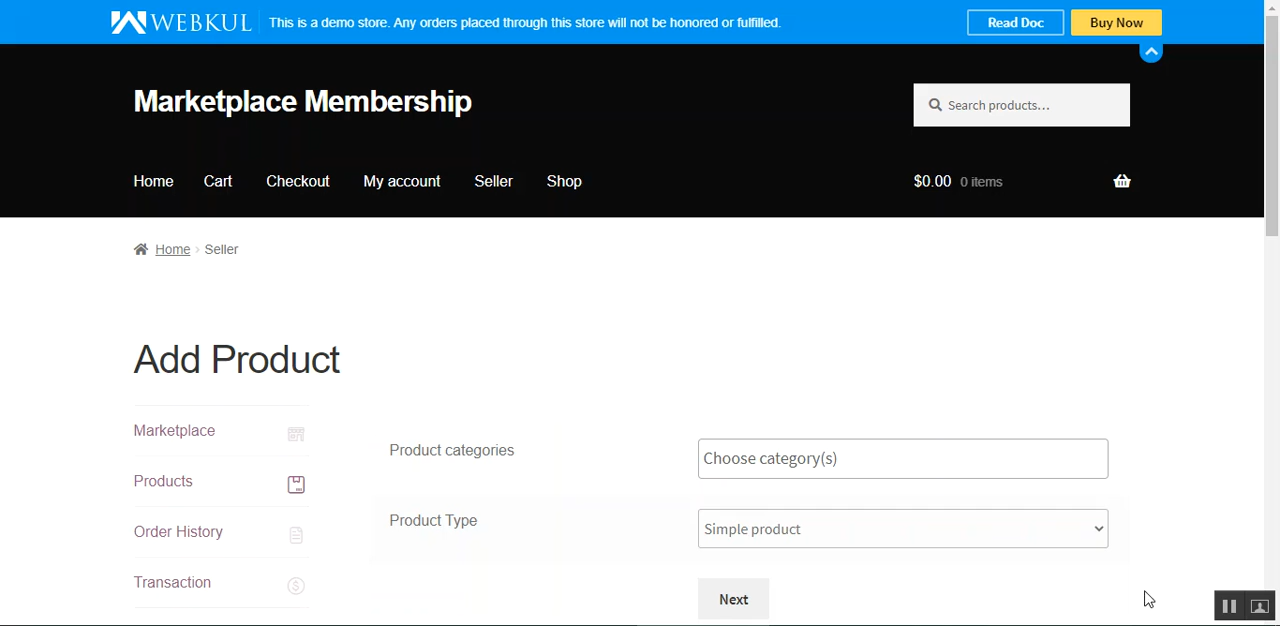 WEBKUL
This is a demo store. Any orders placed through this store will not be honored or fulfilled.
Read Doc
Buy Now
Marketplace Membership
Search products...
Home
Cart
Checkout
My account
Seller
Shop
$0.00 0 items
Home › Seller
Add Product
Marketplace
Products
Order History
Transaction
Product categories
Choose category(s)
Product Type
Simple product
Next